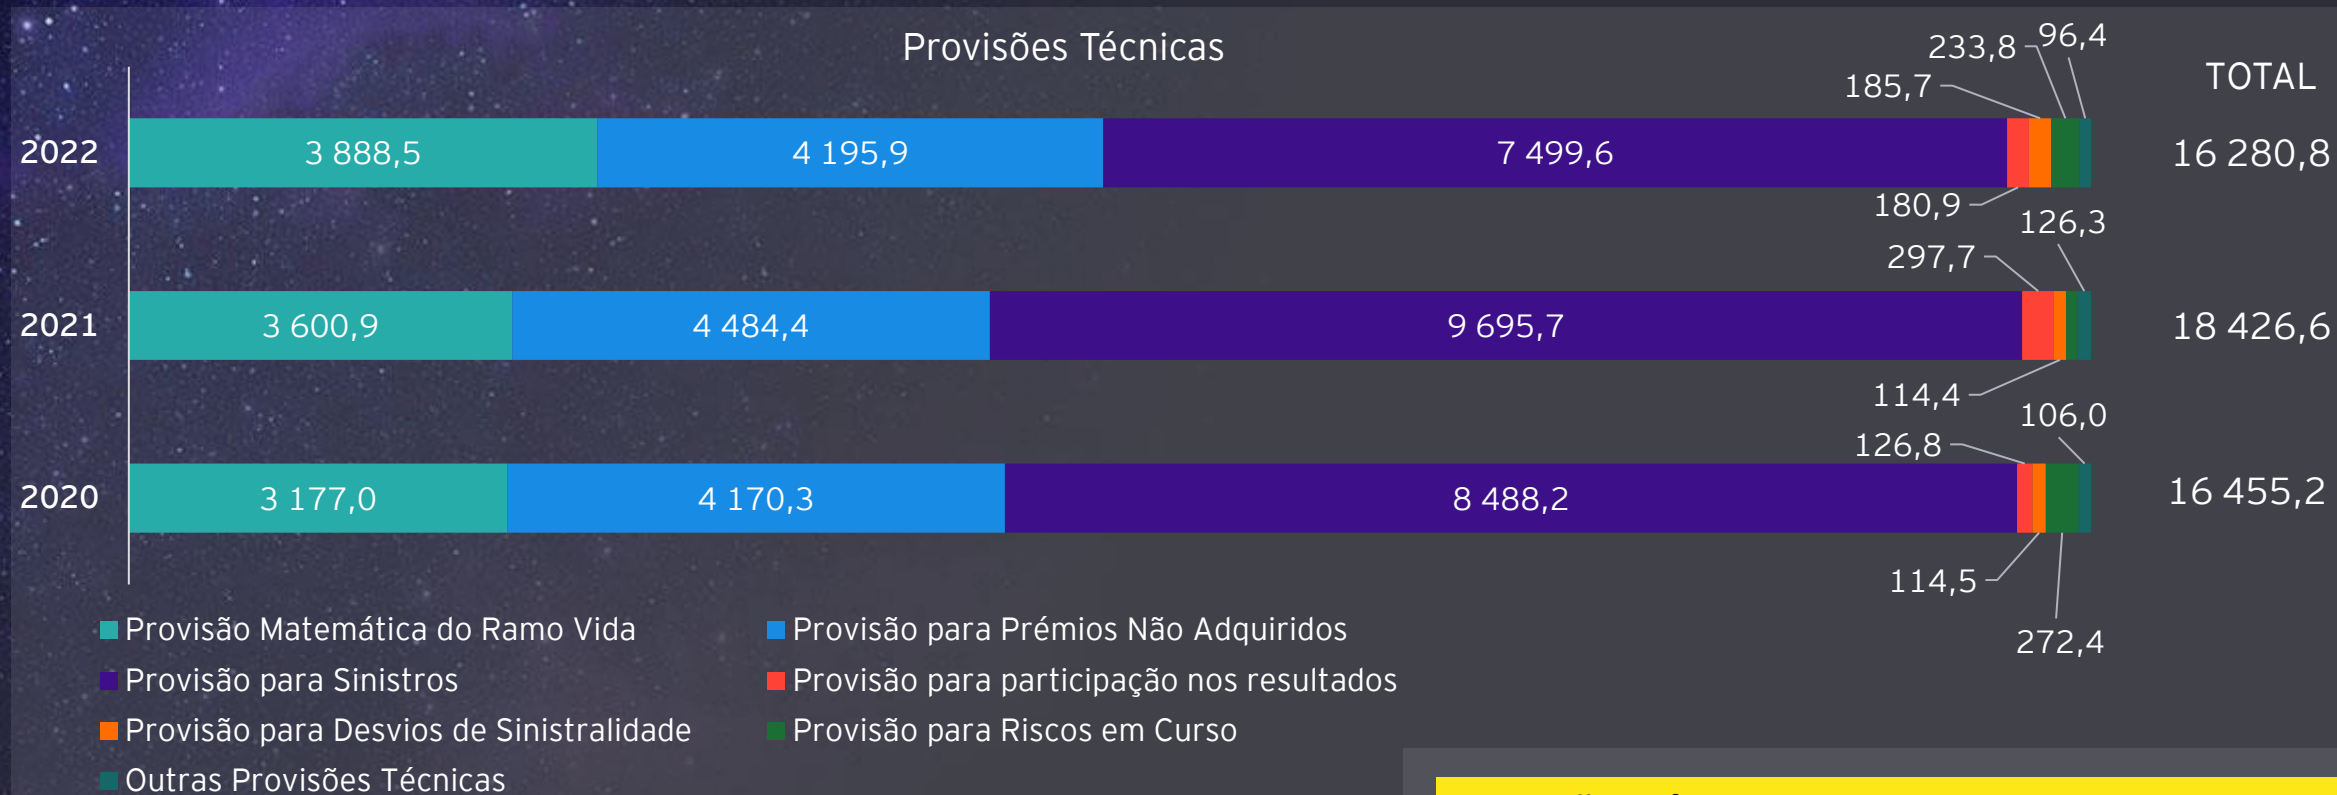 Provisões Técnicas
TOTAL
233,8
96,4
185,7
2022
3 888,5
4 195,9
7 499,6
16 280,8
180,9
126,3
297,7
2021
3 600,9
4 484,4
9 695,7
18 426,6
114,4
106,0
126,8
2020
3 177,0
4 170,3
8 488,2
16 455,2
114,5
272,4
Provisão Matemática do Ramo Vida
Provisão para Prémios Não Adquiridos
Provisão para Sinistros
Provisão para participação nos resultados
Provisão para Desvios de Sinistralidade
Provisão para Riscos em Curso
Outras Provisões Técnicas